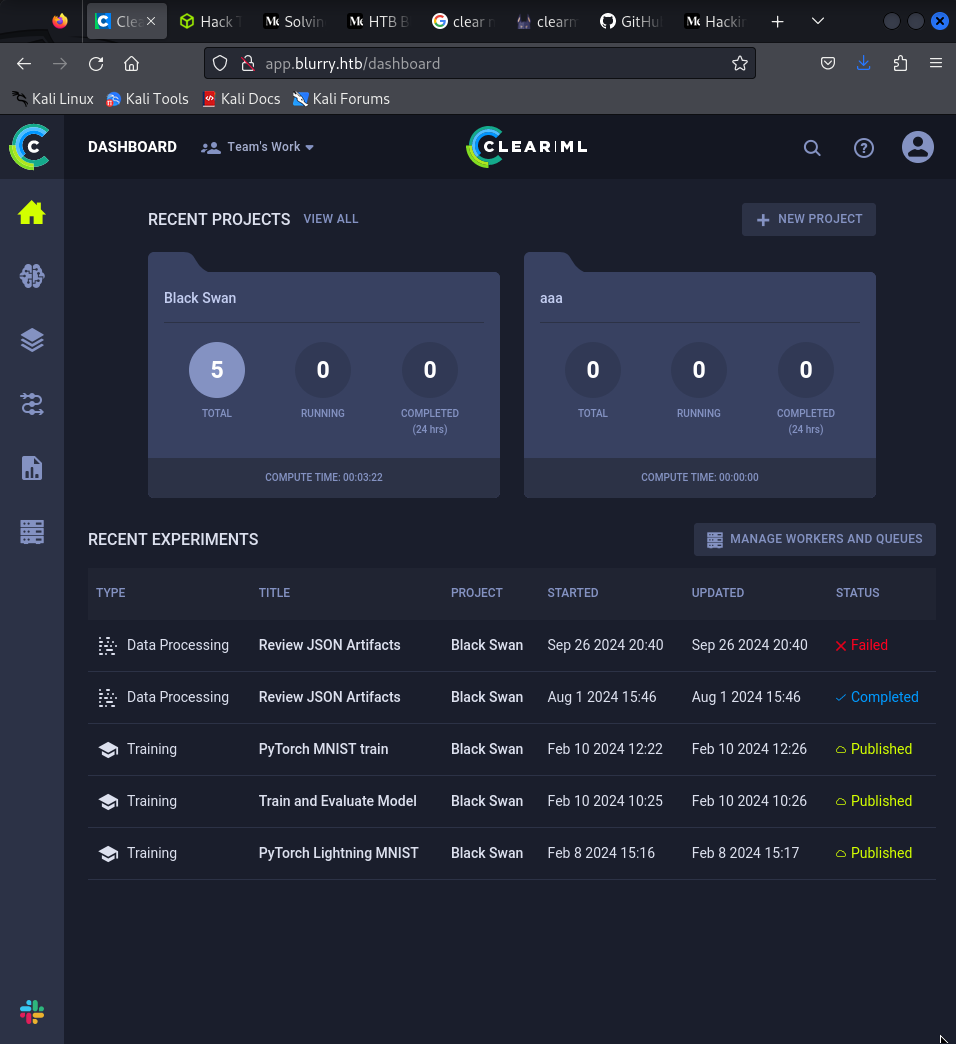 Clea
Hack T
Solvin
HTB B
clear n
clearm
GitHu
Hackin
app.blurry.htb/dashboard
Kali Linux Kali Tools Kali Docs Kali Forums
DASHBOARD Team's Work CLEAR|ML
RECENT PROJECTS VIEW ALL NEW PROJECT
Black Swan
5 0 0
TOTAL RUNNING COMPLETED
(24 hrs)
COMPUTE TIME: 00:03:22
aaa
0 0 0
TOTAL RUNNING COMPLETED
(24 hrs)
COMPUTE TIME: 00:00:00
RECENT EXPERIMENTS MANAGE WORKERS AND QUEUES
TYPE TITLE PROJECT STARTED UPDATED STATUS
Data Processing Review JSON Artifacts Black Swan Sep 26 2024 20:40 Sep 26 2024 20:40 Failed
Data Processing Review JSON Artifacts Black Swan Aug 1 2024 15:46 Aug 1 2024 15:46 Completed
Training PyTorch MNIST train Black Swan Feb 10 2024 12:22 Feb 10 2024 12:26 Published
Training Train and Evaluate Model Black Swan Feb 10 2024 10:25 Feb 10 2024 10:26 Published
Training PyTorch Lightning MNIST Black Swan Feb 8 2024 15:16 Feb 8 2024 15:17 Published